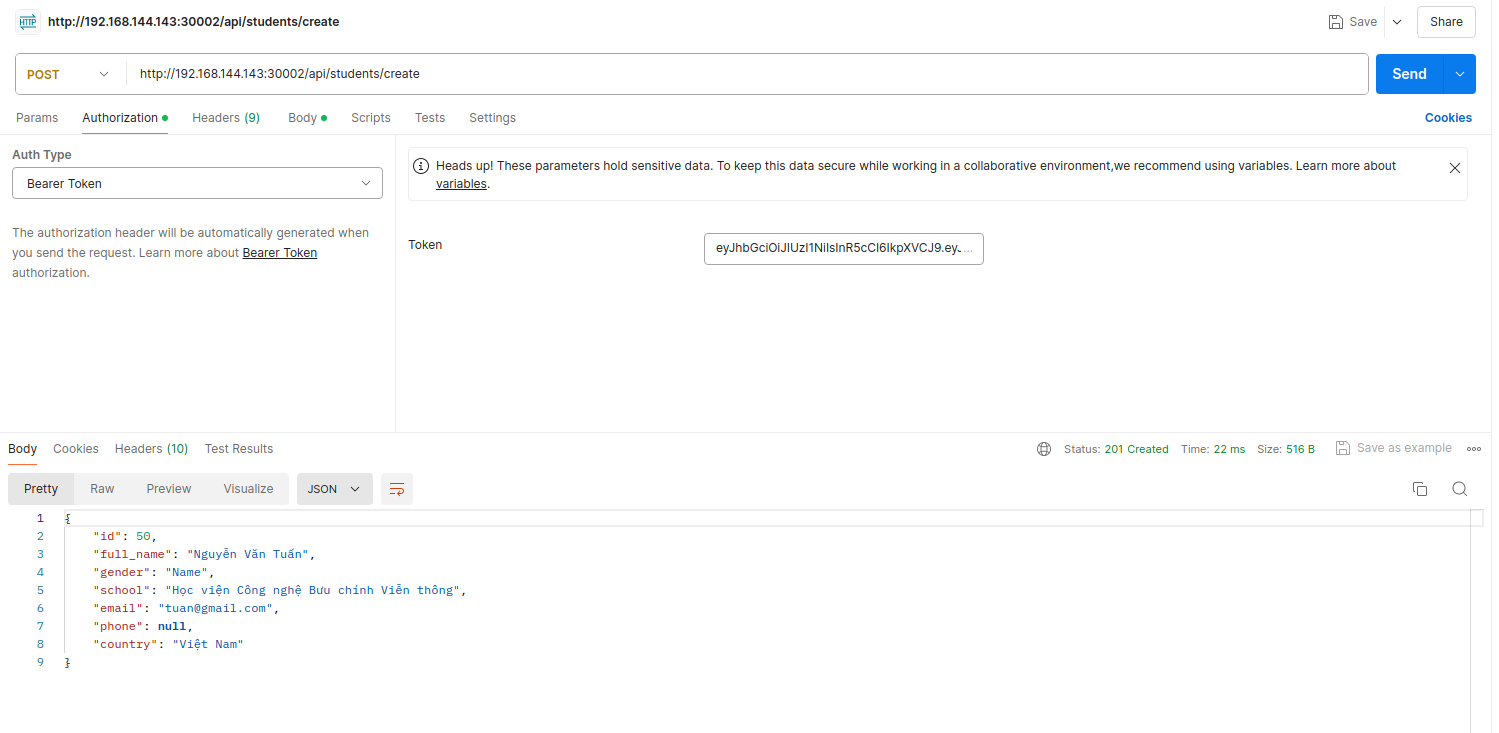 HTTP http://192.168.144.143:30002/api/students/create Save Share
POST http://192.168.144.143:30002/api/students/create Send
Params Authorization Headers (9) Body Scripts Tests Settings Cookies
Auth Type
Bearer Token
The authorization header will be automatically generated when
you send the request. Learn more about Bearer Token
authorization.
Heads up! These parameters hold sensitive data. To keep this data secure while working in a collaborative environment,we recommend using variables. Learn more about
variables.
Token eyJhbGciOiJIUzI1NiIsInR5cCI6IkpXVCJ9.eyJ...
Body Cookies Headers (10) Test Results Status: 201 Created Time: 22 ms Size: 516 B Save as example
Pretty Raw Preview Visualize JSON
1 {
2 "id": 50,
3 "full_name": "Nguyễn Văn Tuấn",
4 "gender": "Name",
5 "school": "Học viện Công nghệ Bưu chính Viễn thông",
6 "email": "tuan@gmail.com",
7 "phone": null,
8 "country": "Việt Nam"
9 }